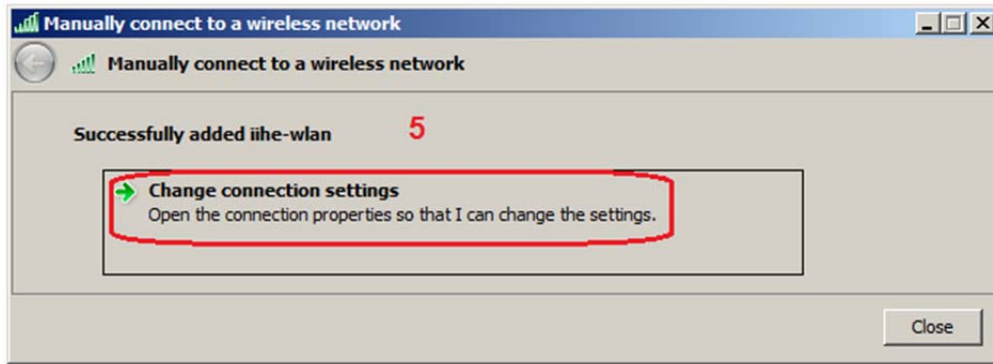 Manually connect to a wireless network
Manually connect to a wireless network
Successfully added iihe-wlan 5
Change connection settings
Open the connection properties so that I can change the settings.
Close